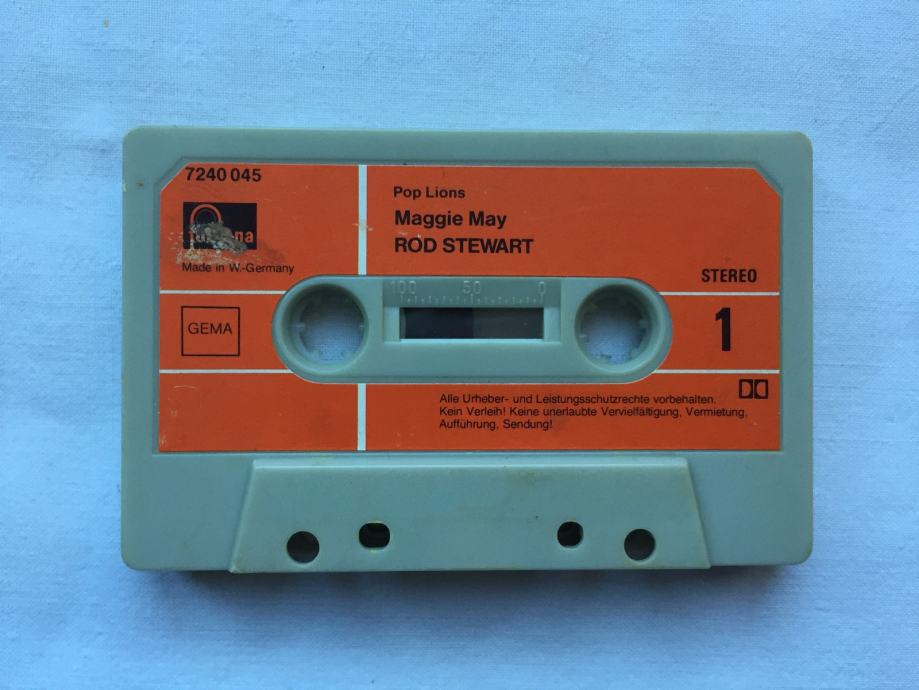 7240 045
Made in W.-Germany
GEMA
Pop Lions
Maggie May
ROD STEWART
STEREO
100 50 0
1
Alle Urheber- und Leistungsschutzrechte vorbehalten.
Kein Verleih! Keine unerlaubte Vervielfältigung, Vermietung,
Aufführung, Sendung!